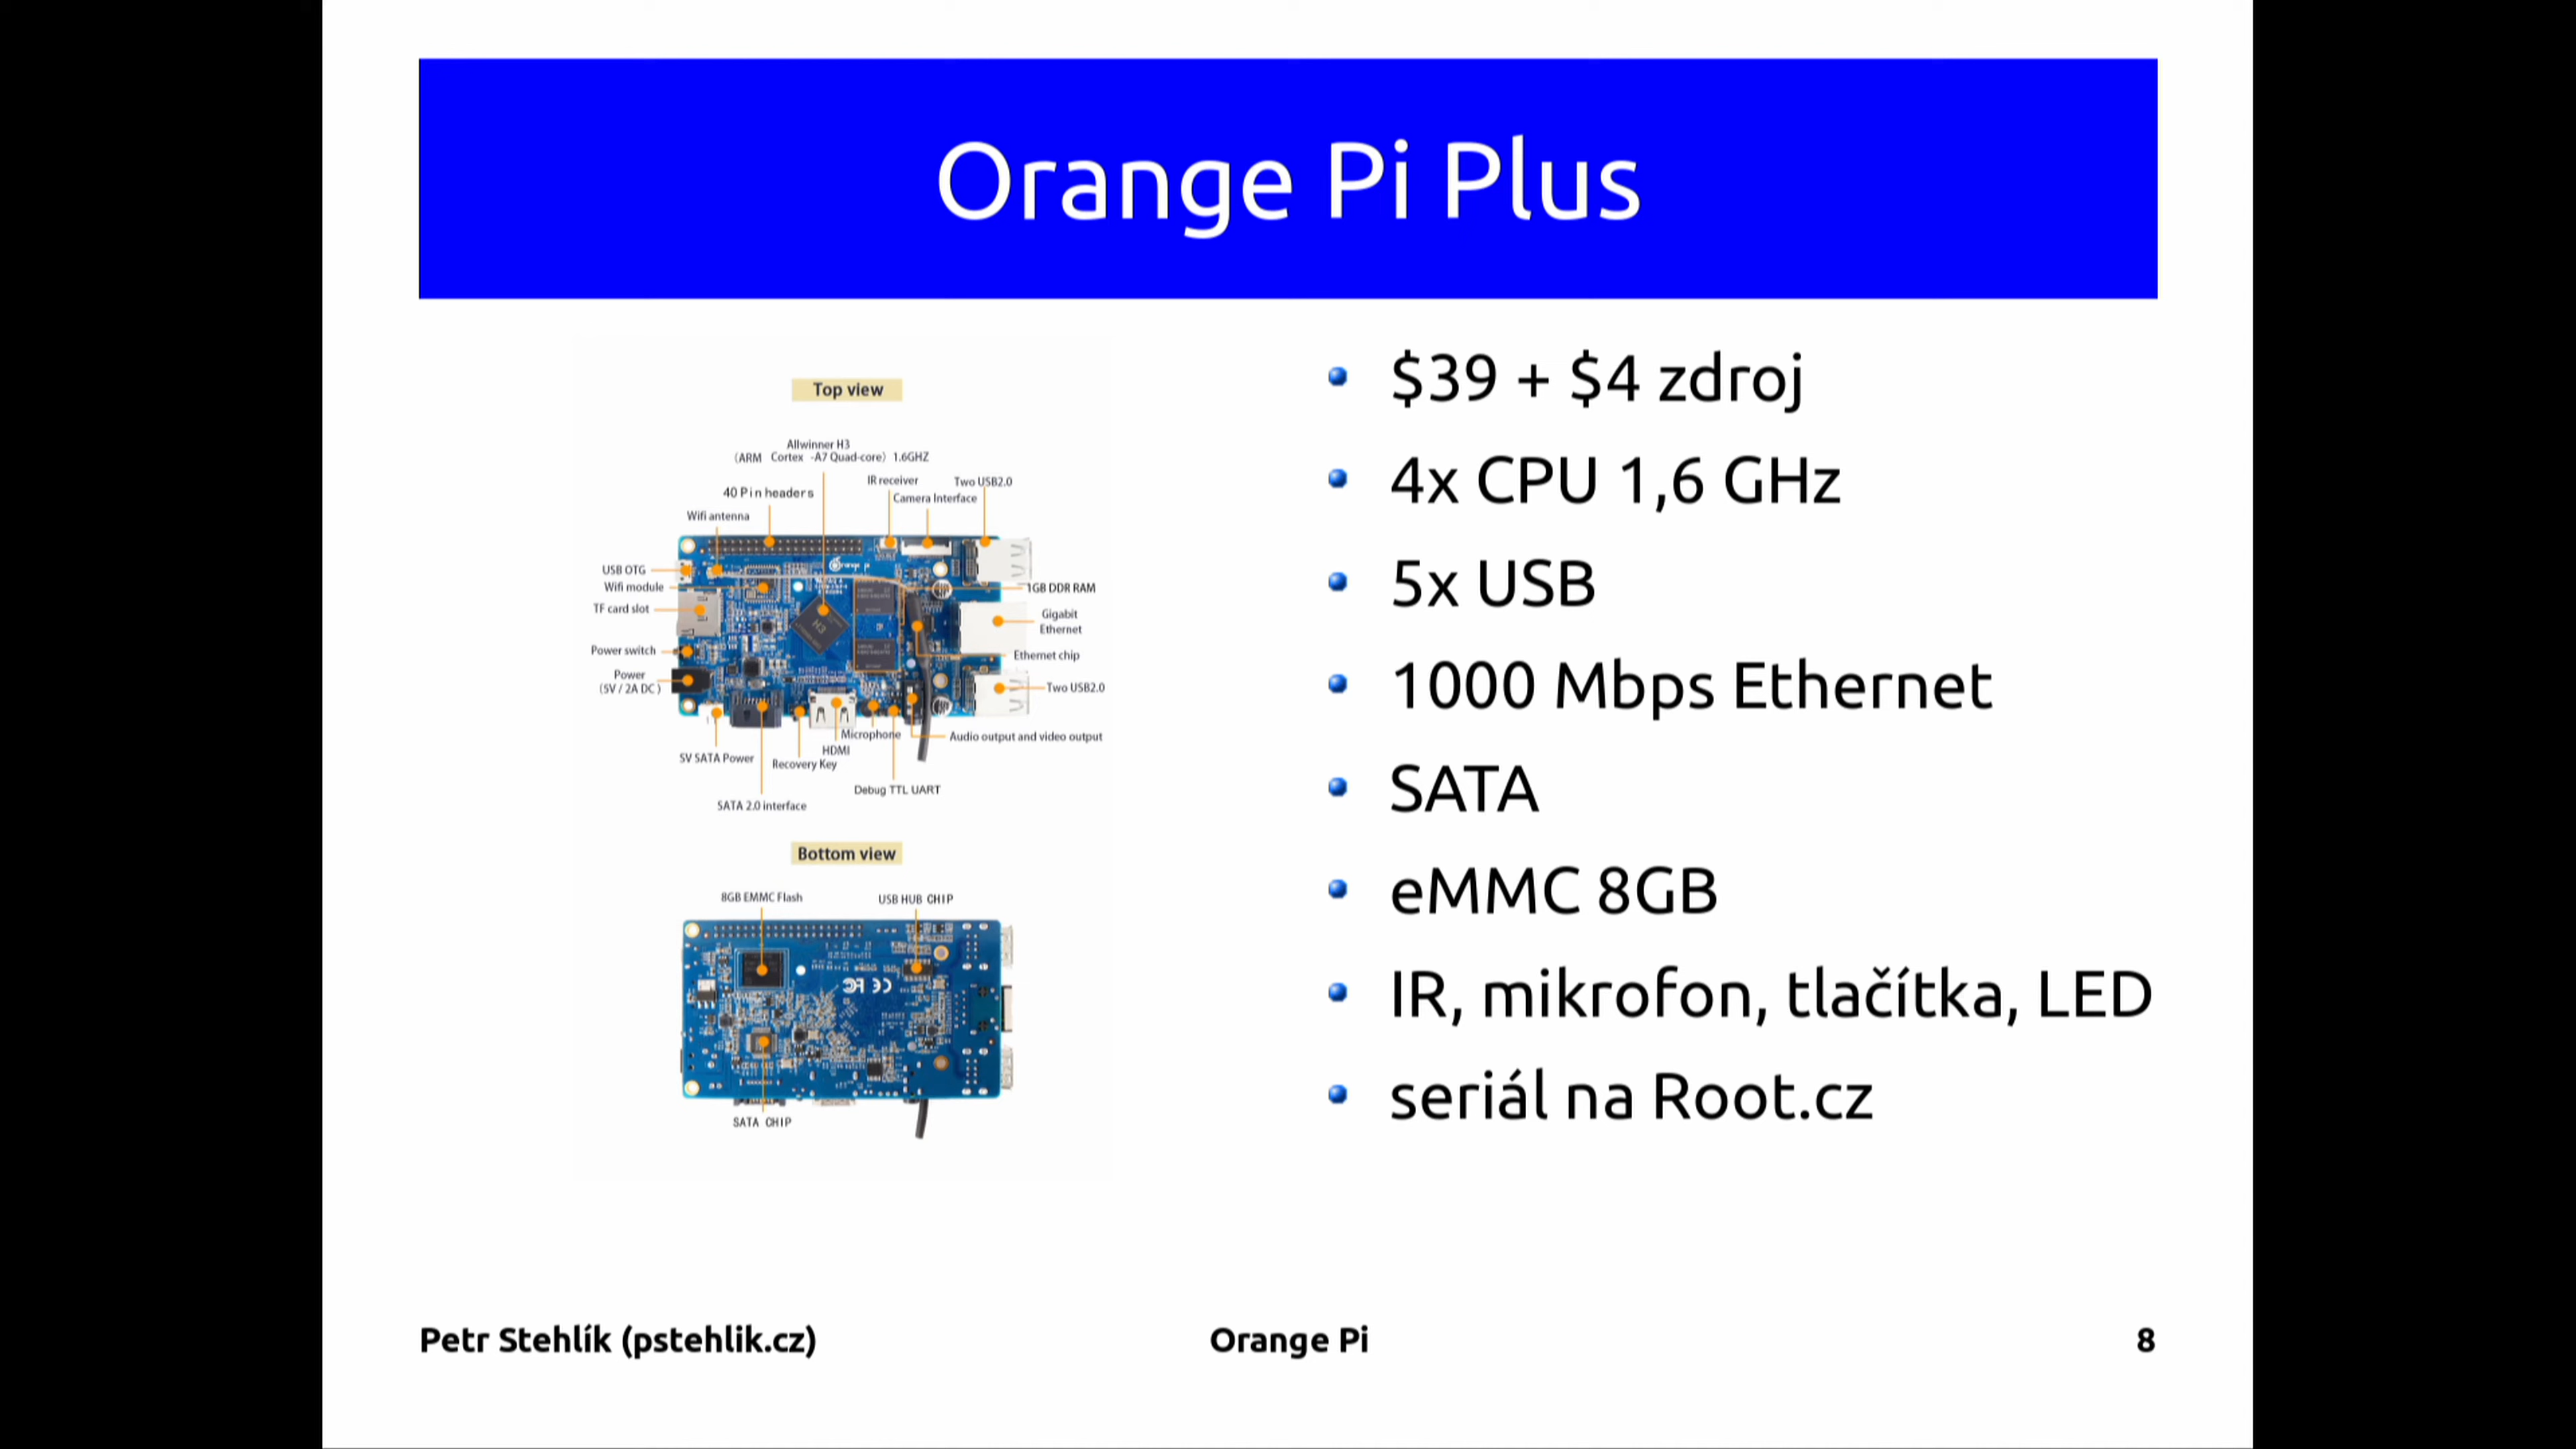 Orange Pi Plus
Top view
Allwinner H3
(ARM Cortex -A7 Quad-core) 1.6GHZ
IR receiver
Two USB2.0
40 Pin headers
Camera Interface
Wifi antenna
USB OTG
Wifi module
1GB DDR RAM
TF card slot
Gigabit
Ethernet
Power switch
Ethernet chip
Power
(5V / 2A DC)
Two USB2.0
Microphone
Audio output and video output
HDMI
5V SATA Power
Recovery Key
Debug TTL UART
SATA 2.0 interface
orange pi
H3
Bottom view
8GB EMMC Flash
USB HUB CHIP
SATA CHIP
$39 + $4 zdroj
4x CPU 1,6 GHz
5x USB
1000 Mbps Ethernet
SATA
eMMC 8GB
IR, mikrofon, tlačítka, LED
seriál na Root.cz
Petr Stehlík (pstehlik.cz)
Orange Pi
8